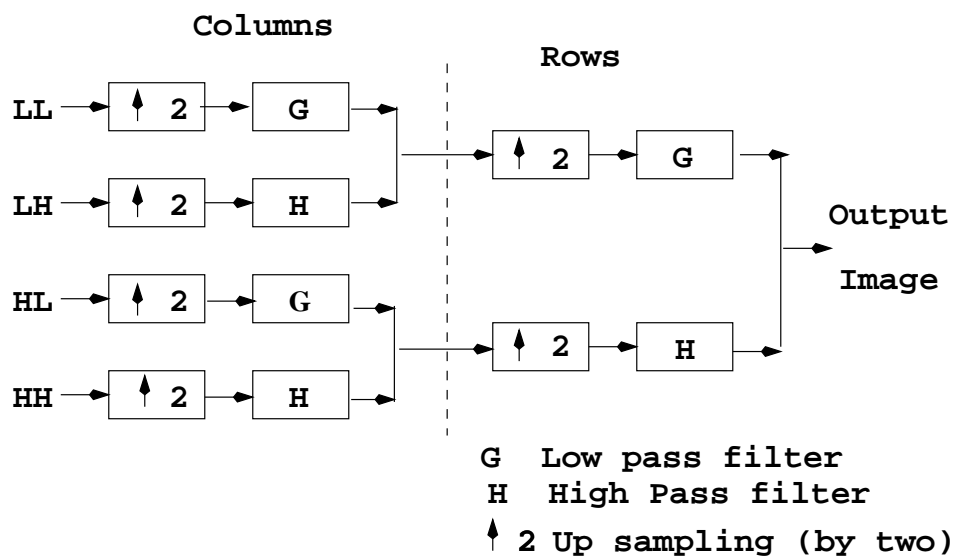 Columns
Rows
LL ↑ 2 G
↑ 2 G
LH ↑ 2 H
Output
Image
HL ↑ 2 G
↑ 2 H
HH ↑ 2 H
G Low pass filter
H High Pass filter
↑ 2 Up sampling (by two)